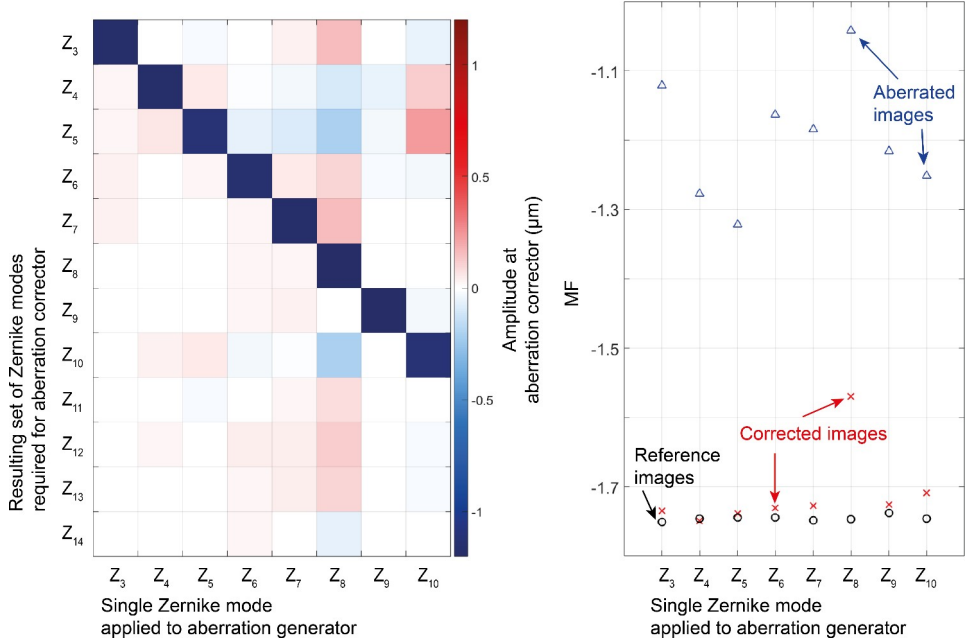 Z₃
Z₄
Z₅
Z₆
Z₇
Z₈
Z₉
Z₁₀
Z₁₁
Z₁₂
Z₁₃
Z₁₄
Resulting set of Zernike modes
required for aberration corrector
Z₃ Z₄ Z₅ Z₆ Z₇ Z₈ Z₉ Z₁₀
Single Zernike mode
applied to aberration generator
1
0.5
0
-0.5
-1
Amplitude at
aberration corrector (µm)
MF
-1.1
-1.3
-1.5
-1.7
Aberrated
images
Corrected images
Reference
images
Z₃ Z₄ Z₅ Z₆ Z₇ Z₈ Z₉ Z₁₀
Single Zernike mode
applied to aberration generator